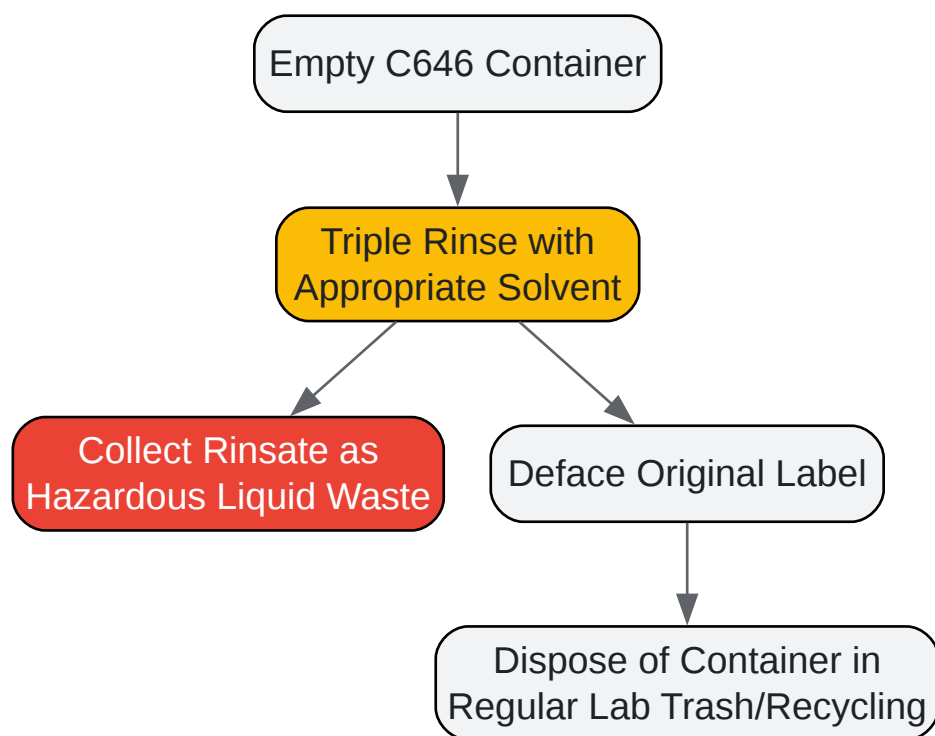 Empty C646 Container
Triple Rinse with
Appropriate Solvent
Collect Rinsate as
Hazardous Liquid Waste
Deface Original Label
Dispose of Container in
Regular Lab Trash/Recycling